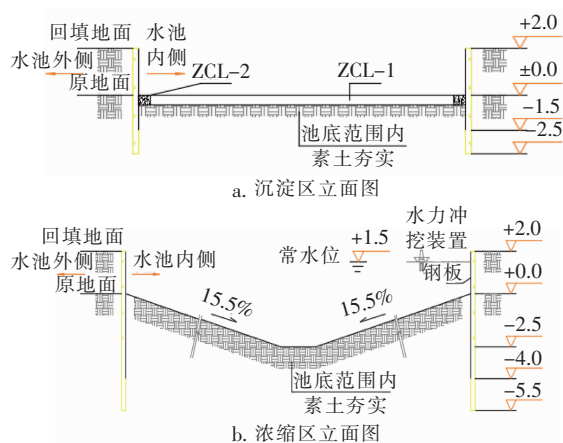 回填地面
水池外侧
原地面
水池
内侧
ZCL-2
ZCL-1
池底范围内
素土夯实
+2.0
±0.0
-1.5
-2.5
a. 沉淀区立面图
回填地面
水池外侧
原地面
水池内侧
常水位
+1.5
水力冲
挖装置
钢板
15.5%
15.5%
池底范围内
素土夯实
+2.0
+0.0
-2.5
-4.0
-5.5
b. 浓缩区立面图